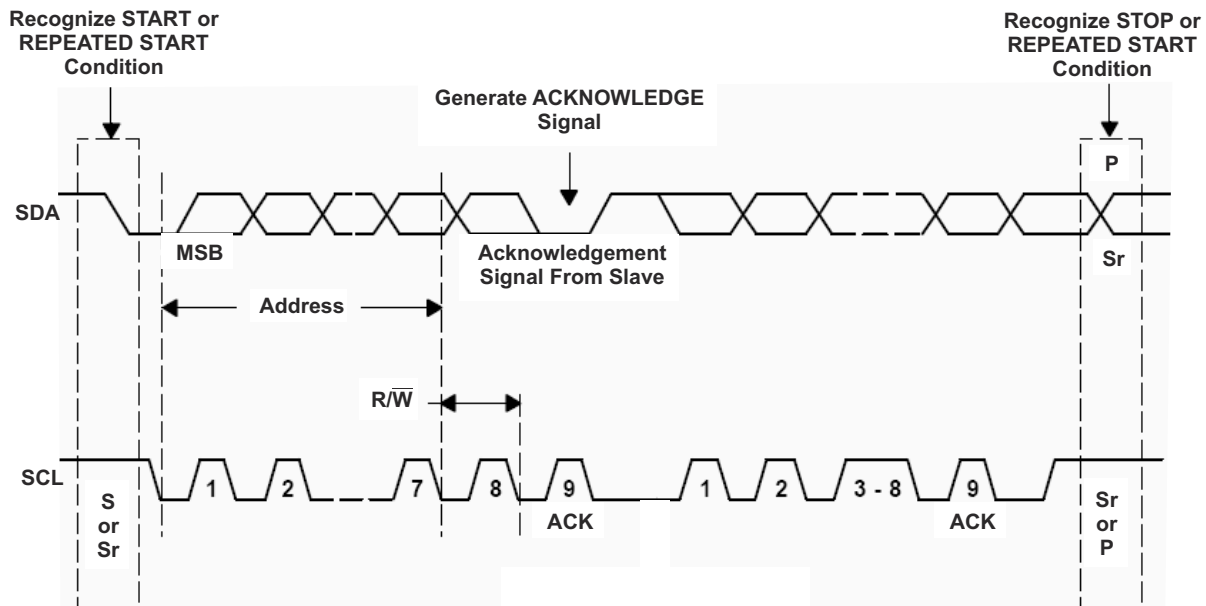 Recognize START or
REPEATED START
Condition
Recognize STOP or
REPEATED START
Condition
Generate ACKNOWLEDGE
Signal
P
SDA
MSB
Acknowledgement
Signal From Slave
Sr
Address
R/W̅
SCL
1
2
7
8
9
1
2
3 - 8
9
S
or
Sr
ACK
ACK
Sr
or
P